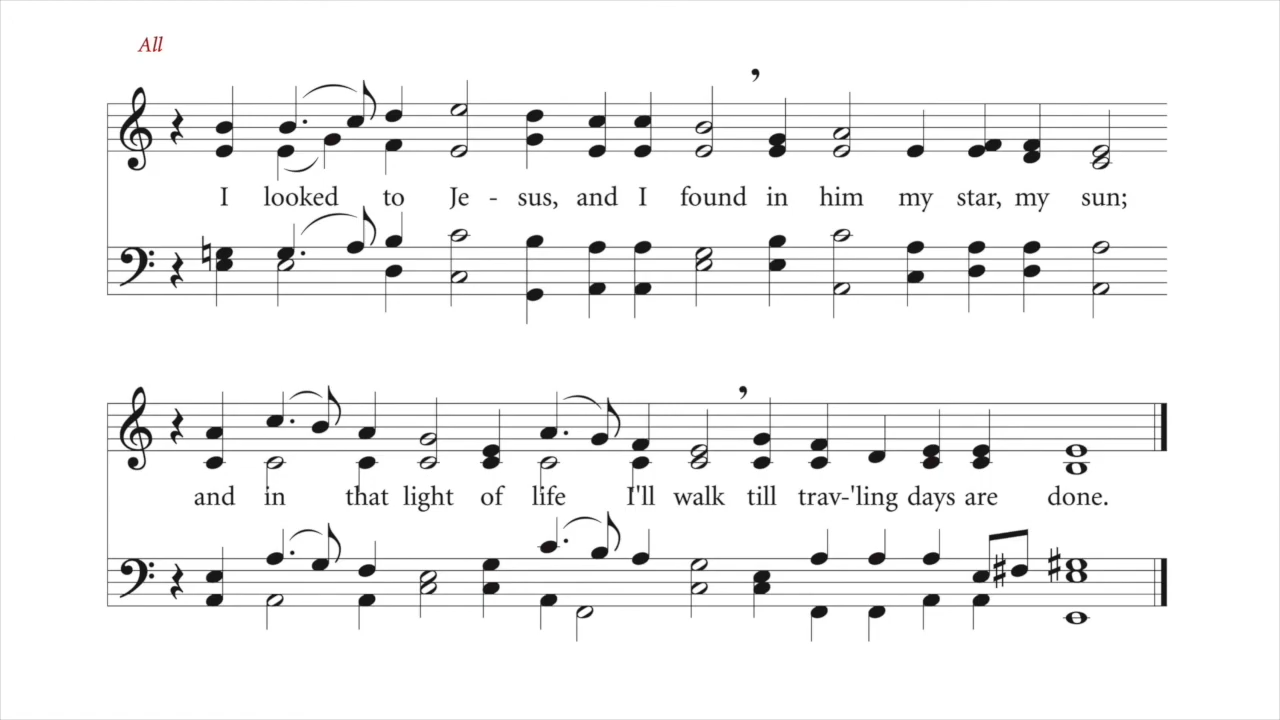 All
I looked to Je - sus, and I found in him my star, my sun;
and in that light of life I'll walk till trav-'ling days are done.